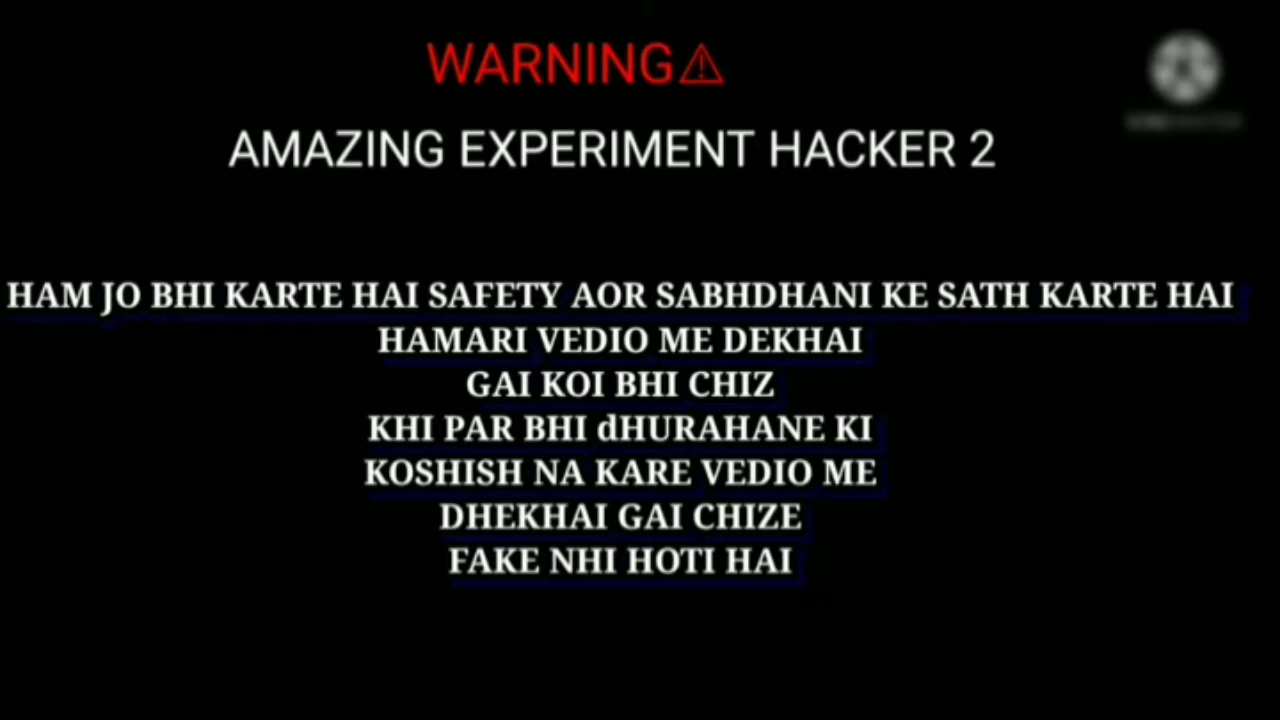 WARNING⚠
AMAZING EXPERIMENT HACKER 2
HAM JO BHI KARTE HAI SAFETY AOR SABHDHANI KE SATH KARTE HAI
HAMARI VEDIO ME DEKHAI
GAI KOI BHI CHIZ
KHI PAR BHI dHURAHANE KI
KOSHISH NA KARE VEDIO ME
DHEKHAI GAI CHIZE
FAKE NHI HOTI HAI